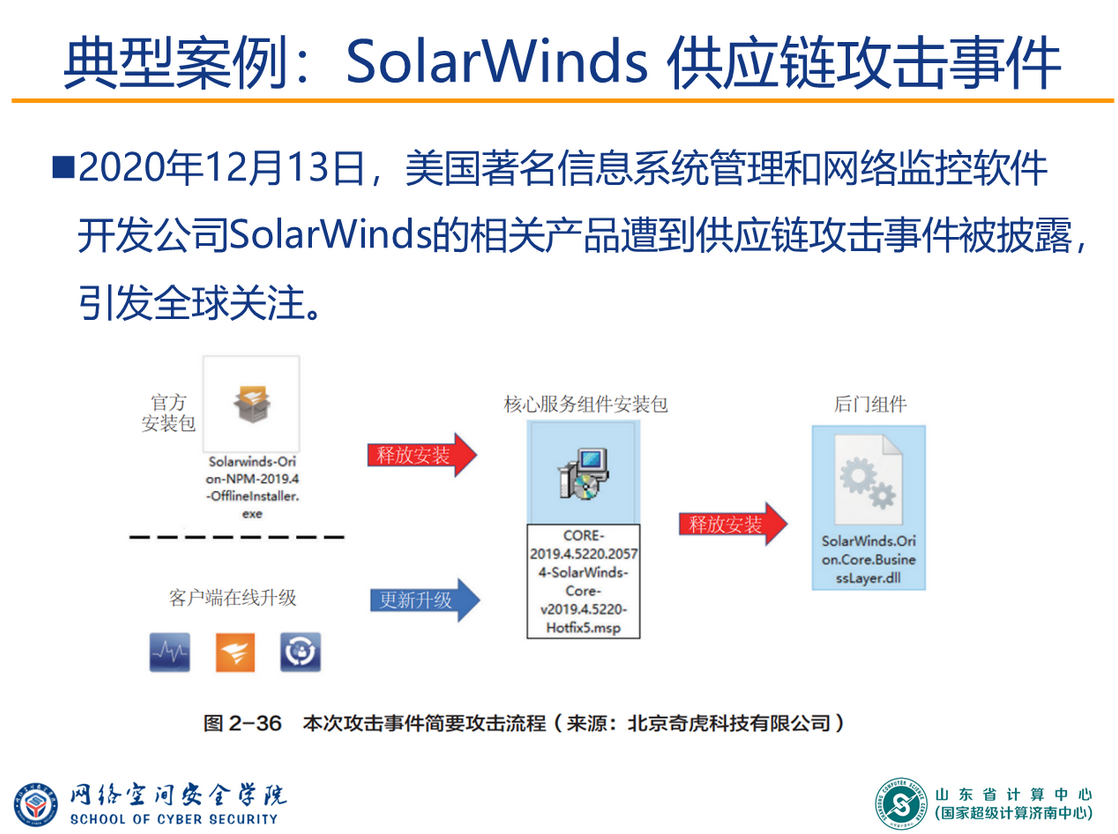 典型案例：SolarWinds 供应链攻击事件
■2020年12月13日，美国著名信息系统管理和网络监控软件
开发公司SolarWinds的相关产品遭到供应链攻击事件被披露，
引发全球关注。
官方
安装包
Solarwinds-Ori
on-NPM-2019.4
-OfflineInstaller.
exe
释放安装
客户端在线升级
更新升级
核心服务组件安装包
CORE-
2019.4.5220.2057
4-SolarWinds-
Core-
v2019.4.5220-
Hotfix5.msp
释放安装
后门组件
SolarWinds.Ori
on.Core.Busine
ssLayer.dll
图 2-36 本次攻击事件简要攻击流程（来源：北京奇虎科技有限公司）
网络空间安全学院
SCHOOL OF CYBER SECURITY
山东省计算中心
(国家超级计算济南中心)